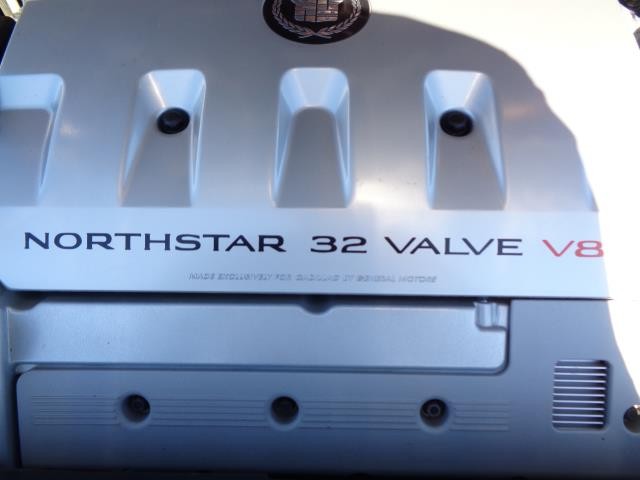 NORTHSTAR 32 VALVE V8
MADE EXCLUSIVELY FOR CADILLAC BY GENERAL MOTORS